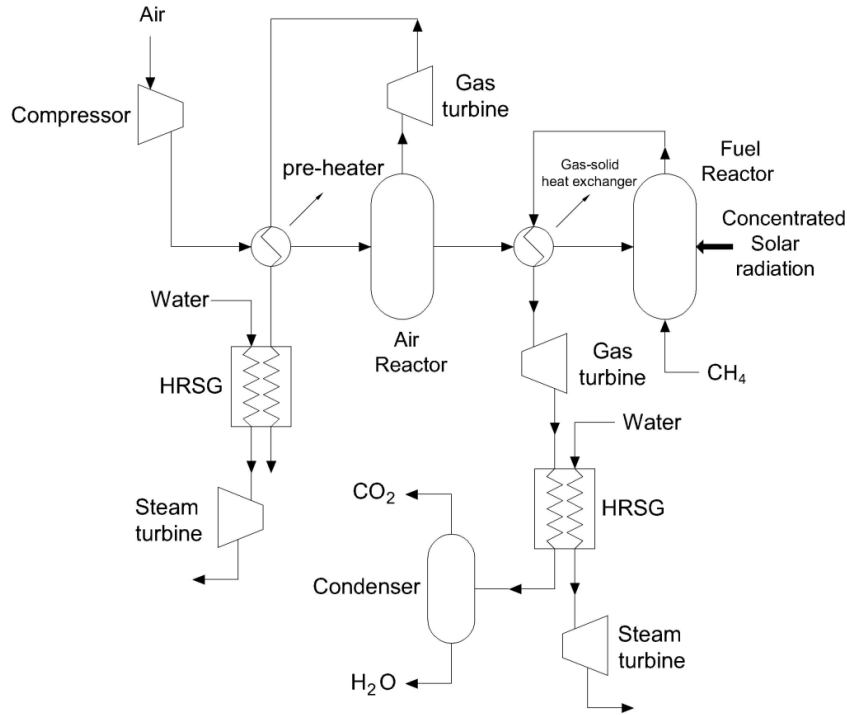 Air
Compressor
Gas
turbine
pre-heater
Gas-solid
heat exchanger
Fuel
Reactor
Concentrated
Solar
radiation
Water
HRSG
Air
Reactor
Gas
turbine
CH₄
Water
Steam
turbine
CO₂
HRSG
Condenser
Steam
turbine
H₂O